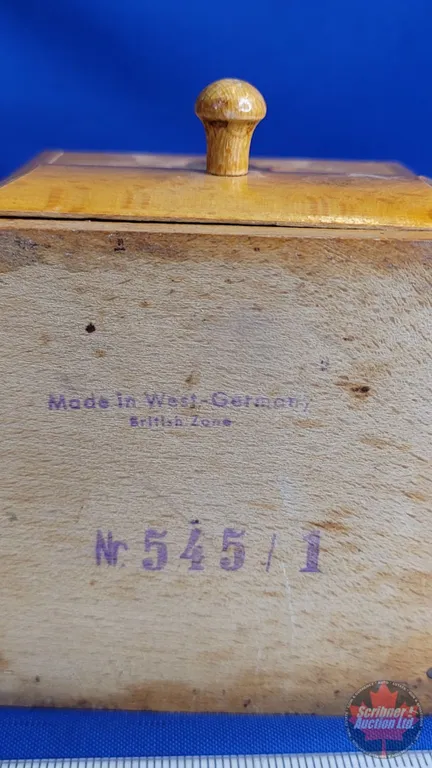 Made in West-Germany
British Zone
Nr. 545/1
Scribner
Auction Ltd.